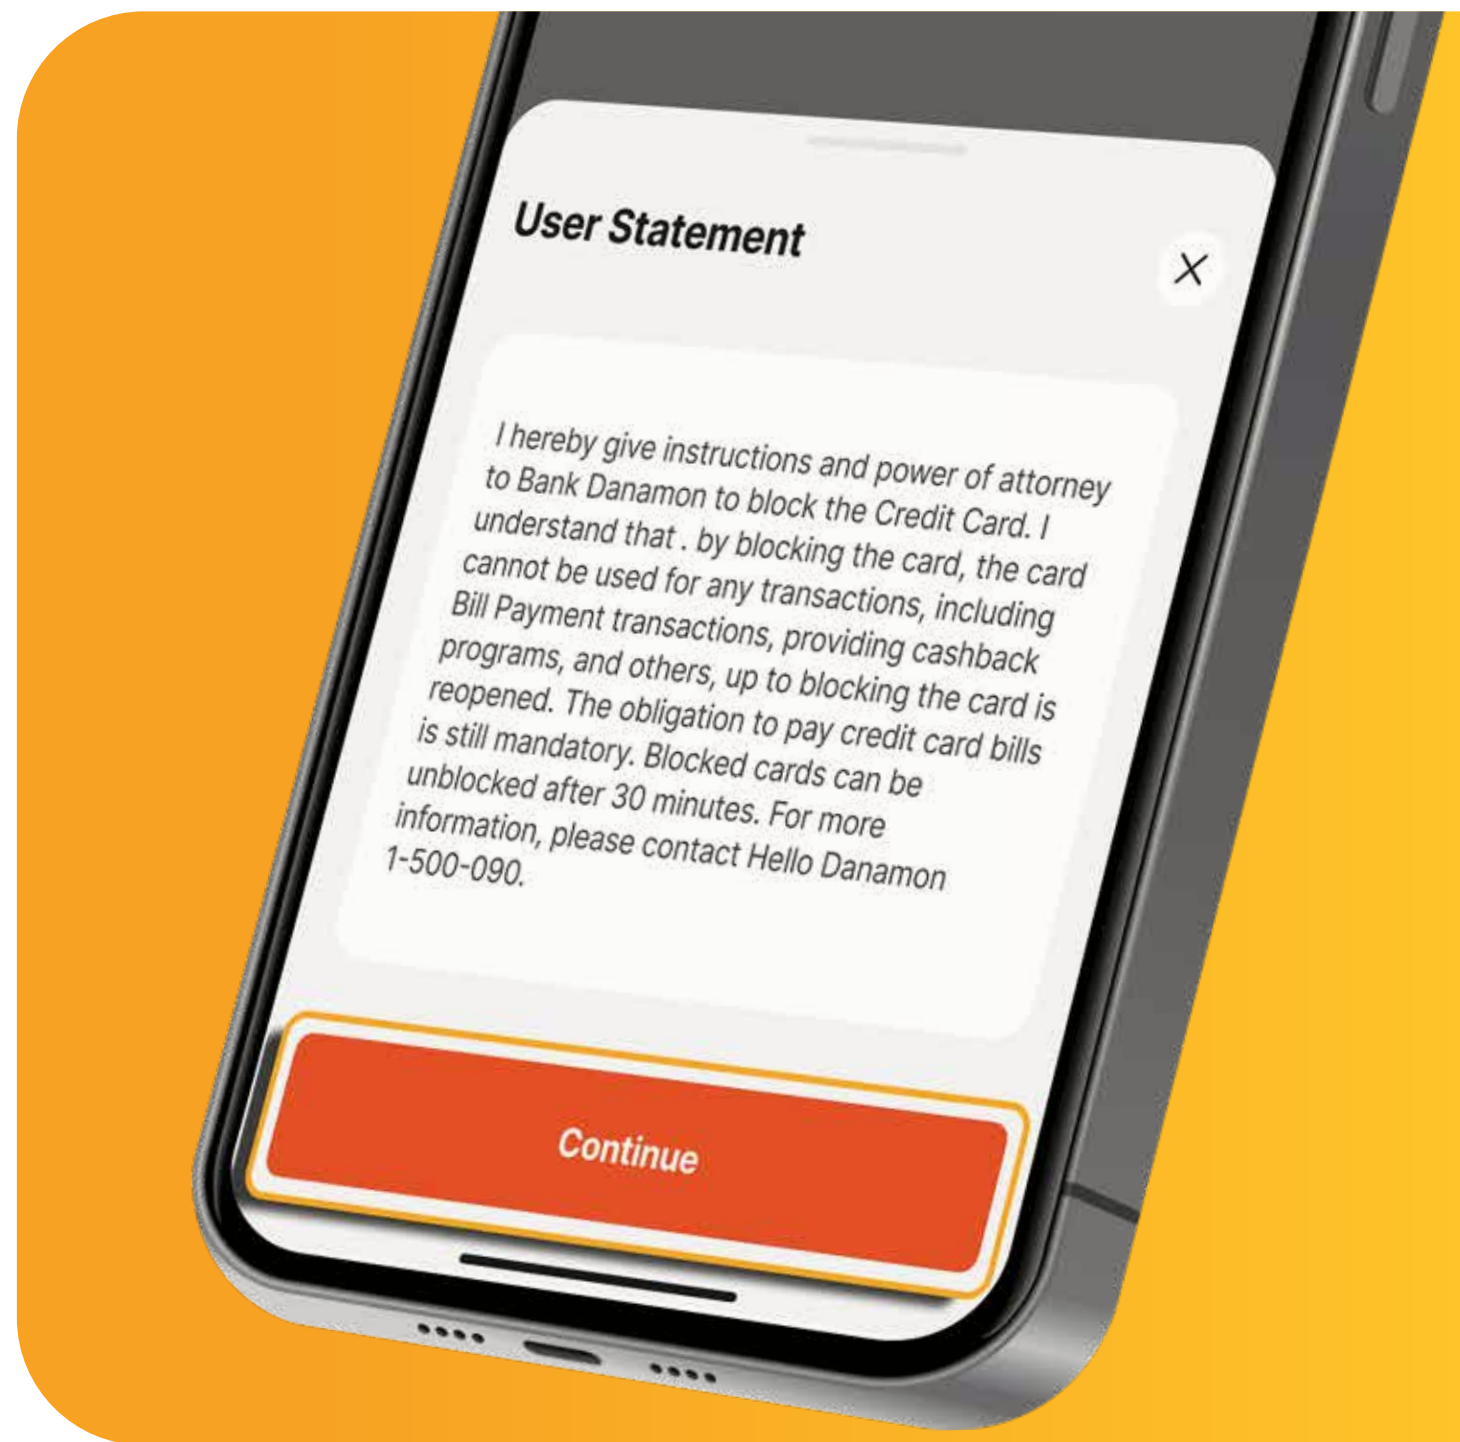 User Statement
I hereby give instructions and power of attorney
to Bank Danamon to block the Credit Card. I
understand that . by blocking the card, the card
cannot be used for any transactions, including
Bill Payment transactions, providing cashback
programs, and others, up to blocking the card is
reopened. The obligation to pay credit card bills
is still mandatory. Blocked cards can be
unblocked after 30 minutes. For more
information, please contact Hello Danamon
1-500-090.
Continue